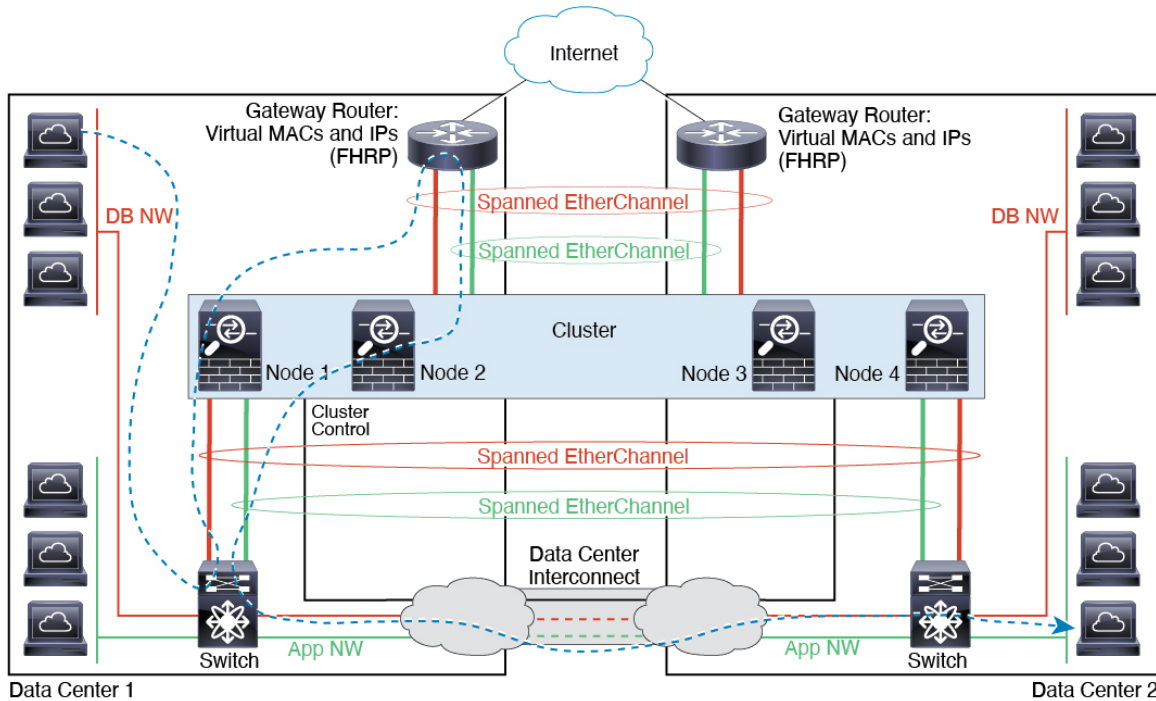 Internet
Gateway Router:
Virtual MACs and IPs
(FHRP)
Gateway Router:
Virtual MACs and IPs
(FHRP)
DB NW
Spanned EtherChannel
DB NW
Spanned EtherChannel
Cluster
Node 1
Node 2
Node 3
Node 4
Cluster
Control
Spanned EtherChannel
Spanned EtherChannel
Data Center
Interconnect
App NW
App NW
Switch
Switch
Data Center 1
Data Center 2